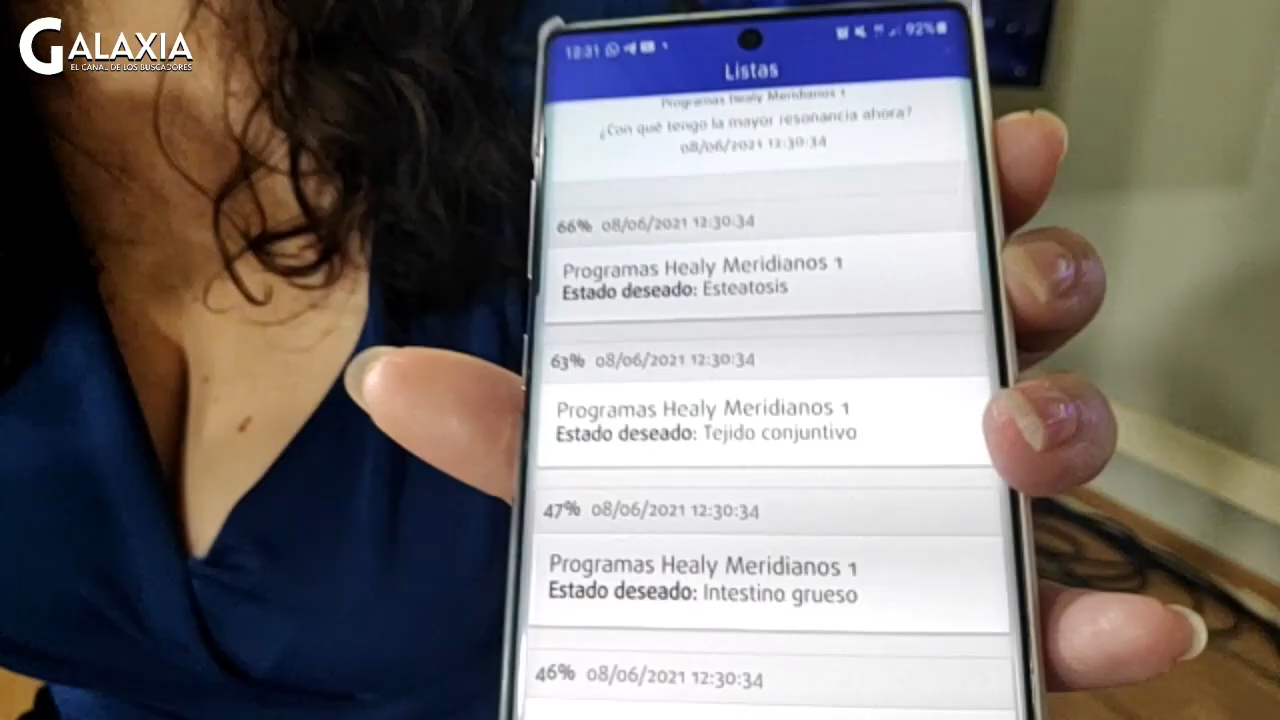 GALAXIA
EL CANAL DE LOS BUSCADORES
12:31
92%
Listas
Programas Healy Meridianos 1
¿Con qué tengo la mayor resonancia ahora?
08/06/2021 12:30:34
66% 08/06/2021 12:30:34
Programas Healy Meridianos 1
Estado deseado: Esteatosis
63% 08/06/2021 12:30:34
Programas Healy Meridianos 1
Estado deseado: Tejido conjuntivo
47% 08/06/2021 12:30:34
Programas Healy Meridianos 1
Estado deseado: Intestino grueso
46% 08/06/2021 12:30:34